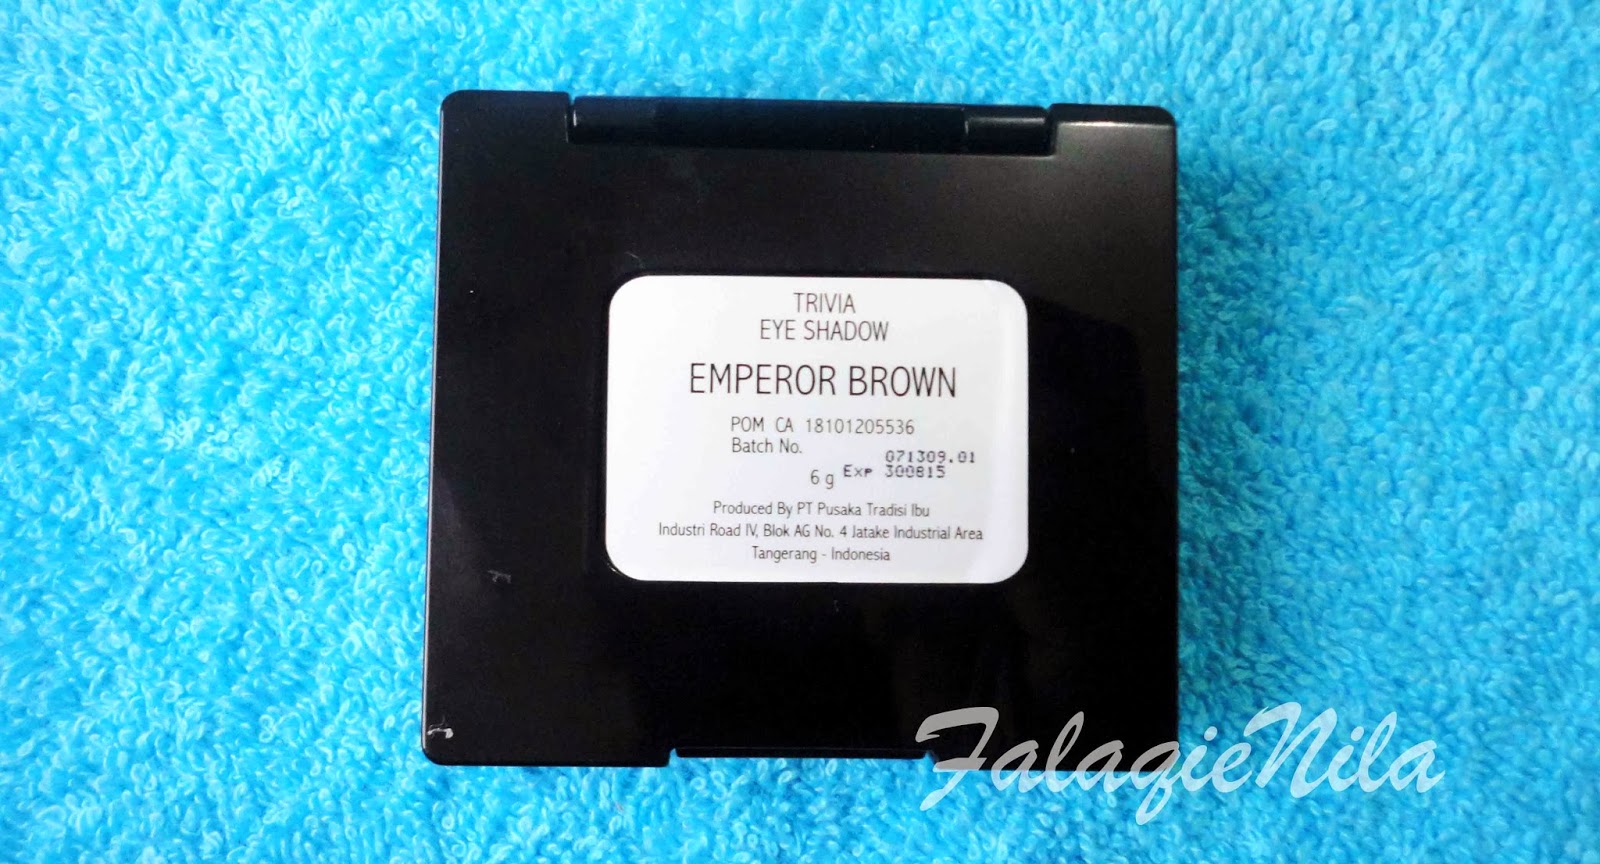 TRIVIA
EYE SHADOW
EMPEROR BROWN
POM CA 18101205536
Batch No. 071309.01
6 g Exp 300815
Produced By PT Pusaka Tradisi Ibu
Industri Road IV, Blok AG No. 4 Jatake Industrial Area
Tangerang - Indonesia
FalaqieNila